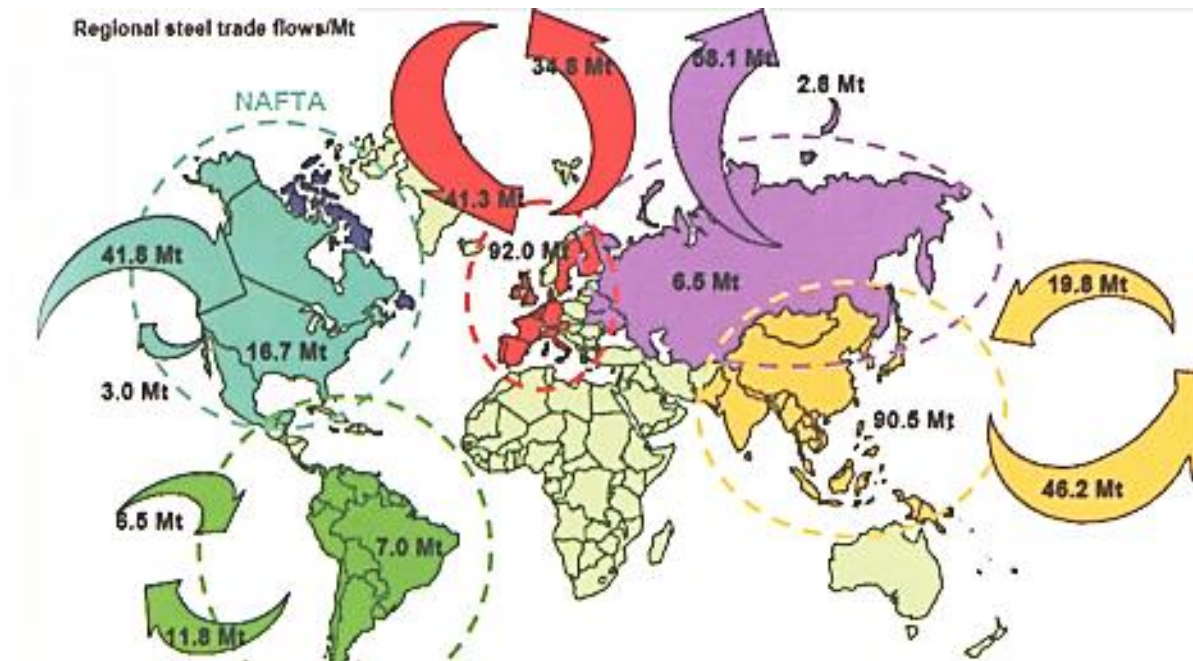 Regional steel trade flows/Mt
34.8 Mt
58.1 Mt
2.8 Mt
NAFTA
41.3 Mt
92.0 Mt
41.8 Mt
6.5 Mt
19.8 Mt
16.7 Mt
3.0 Mt
90.5 Mt
46.2 Mt
6.5 Mt
7.0 Mt
11.8 Mt